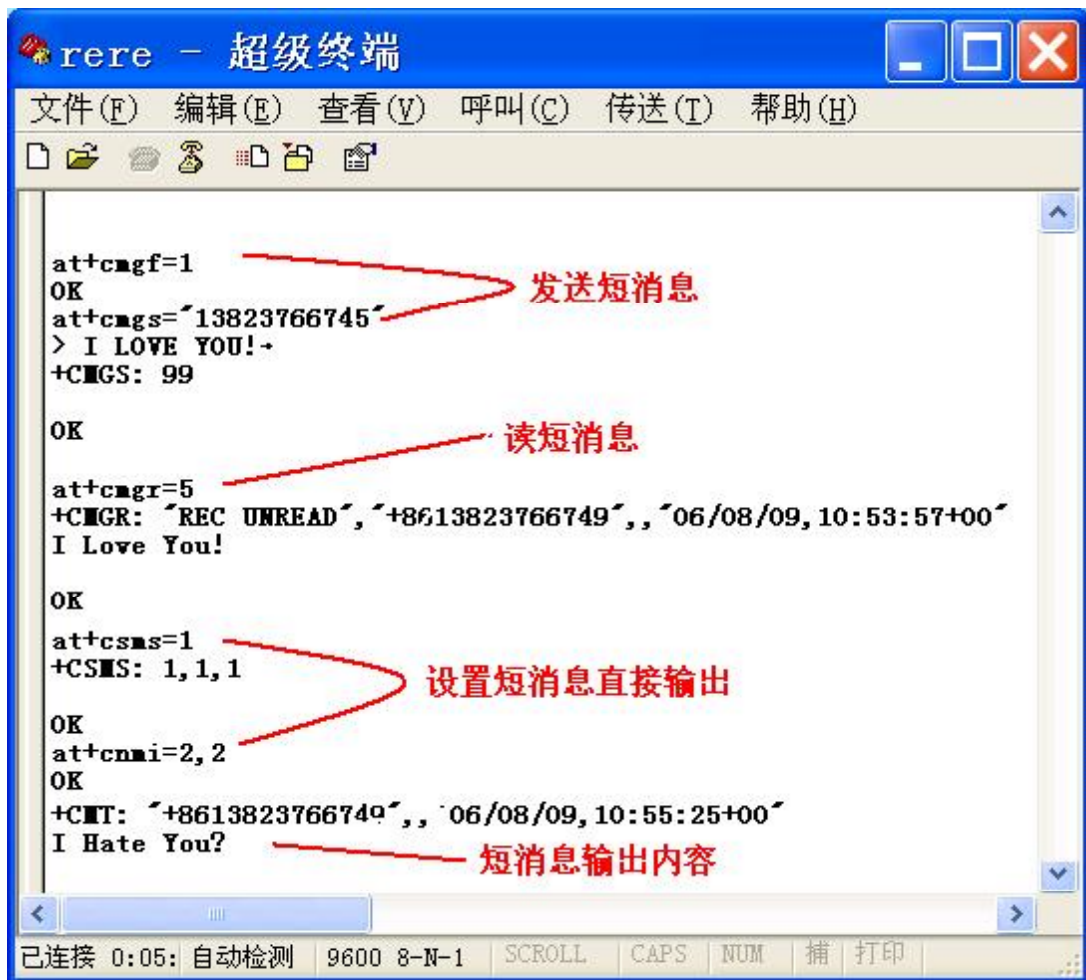 rere - 超级终端
文件(F) 编辑(E) 查看(V) 呼叫(C) 传送(T) 帮助(H)
at+cmgf=1
OK
发送短消息
at+cmgs="13823766745"
> I LOVE YOU!→
+CMGS: 99
OK
读短消息
at+cmgr=5
+CMGR: "REC UNREAD","+8613823766749",,"06/08/09,10:53:57+00"
I Love You!
OK
at+csms=1
+CSMS: 1,1,1
设置短消息直接输出
OK
at+cnmi=2,2
OK
+CMT: "+8613823766749",,"06/08/09,10:55:25+00"
I Hate You?
短消息输出内容
已连接 0:05: 自动检测 9600 8-N-1 SCROLL CAPS NUM 捕 打印